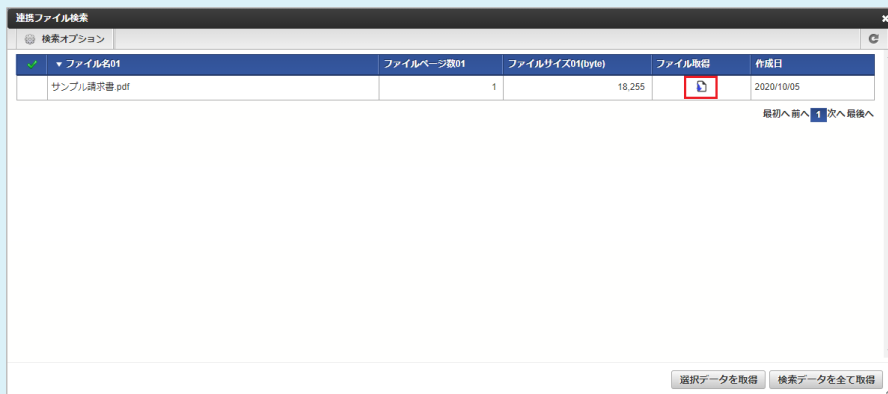 連携ファイル検索
検索オプション
▼ ファイル名01 ファイルページ数01 ファイルサイズ01(byte) ファイル取得 作成日
サンプル請求書.pdf 1 18,255 2020/10/05
最初へ 前へ 1 次へ 最後へ
選択データを取得 検索データを全て取得